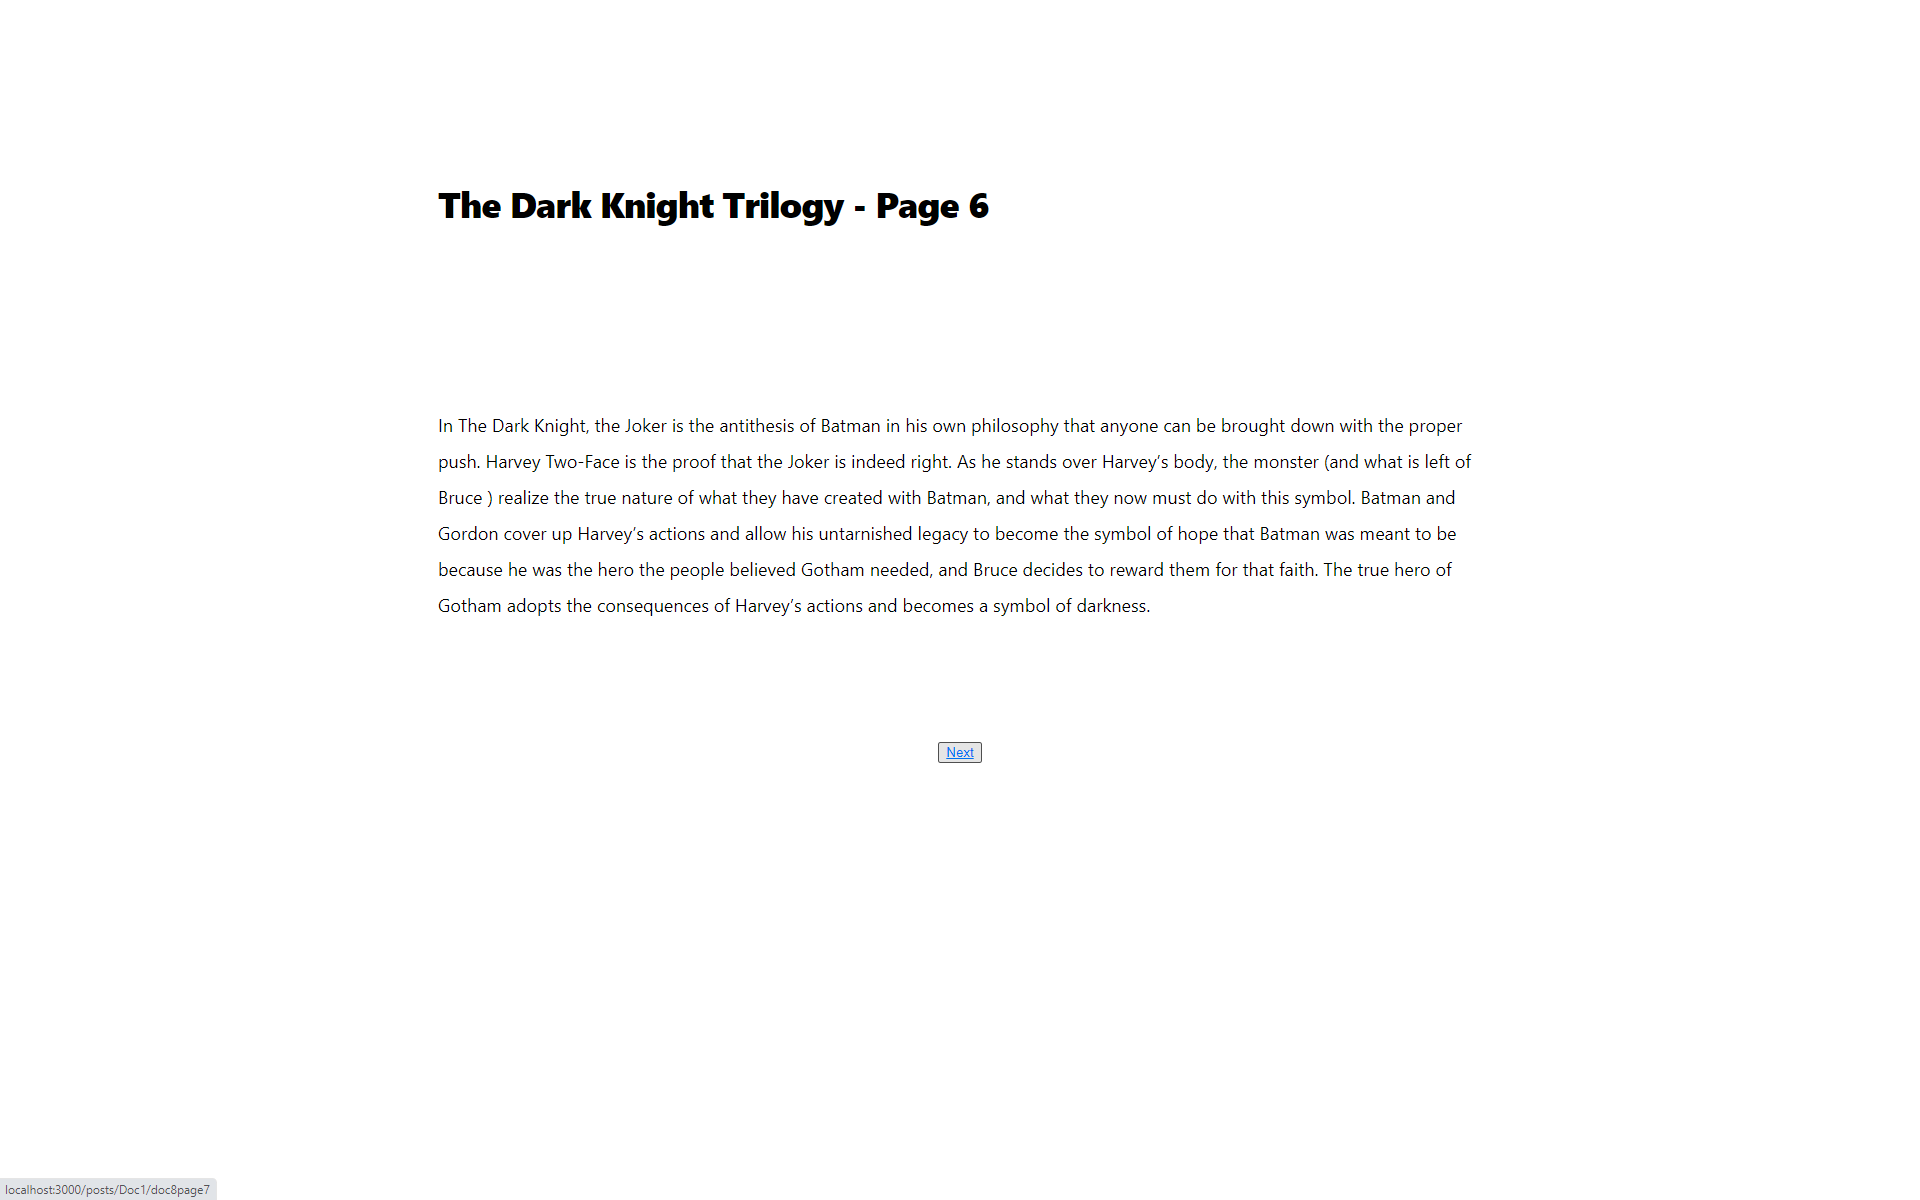 The Dark Knight Trilogy - Page 6
In The Dark Knight, the Joker is the antithesis of Batman in his own philosophy that anyone can be brought down with the proper
push. Harvey Two-Face is the proof that the Joker is indeed right. As he stands over Harvey’s body, the monster (and what is left of
Bruce ) realize the true nature of what they have created with Batman, and what they now must do with this symbol. Batman and
Gordon cover up Harvey’s actions and allow his untarnished legacy to become the symbol of hope that Batman was meant to be
because he was the hero the people believed Gotham needed, and Bruce decides to reward them for that faith. The true hero of
Gotham adopts the consequences of Harvey’s actions and becomes a symbol of darkness.
Next
localhost:3000/posts/Doc1/doc8page7